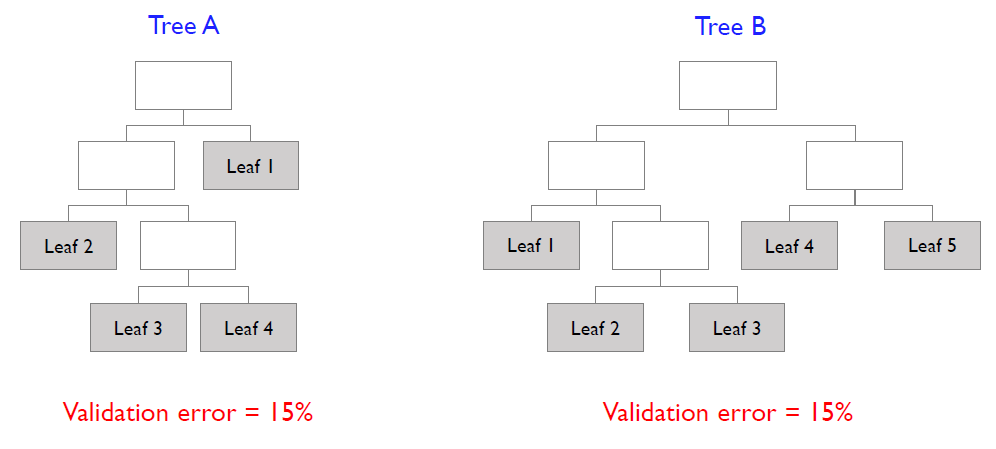 Tree A
Tree B
Leaf 1
Leaf 2
Leaf 3
Leaf 4
Leaf 1
Leaf 4
Leaf 5
Leaf 2
Leaf 3
Validation error = 15%
Validation error = 15%